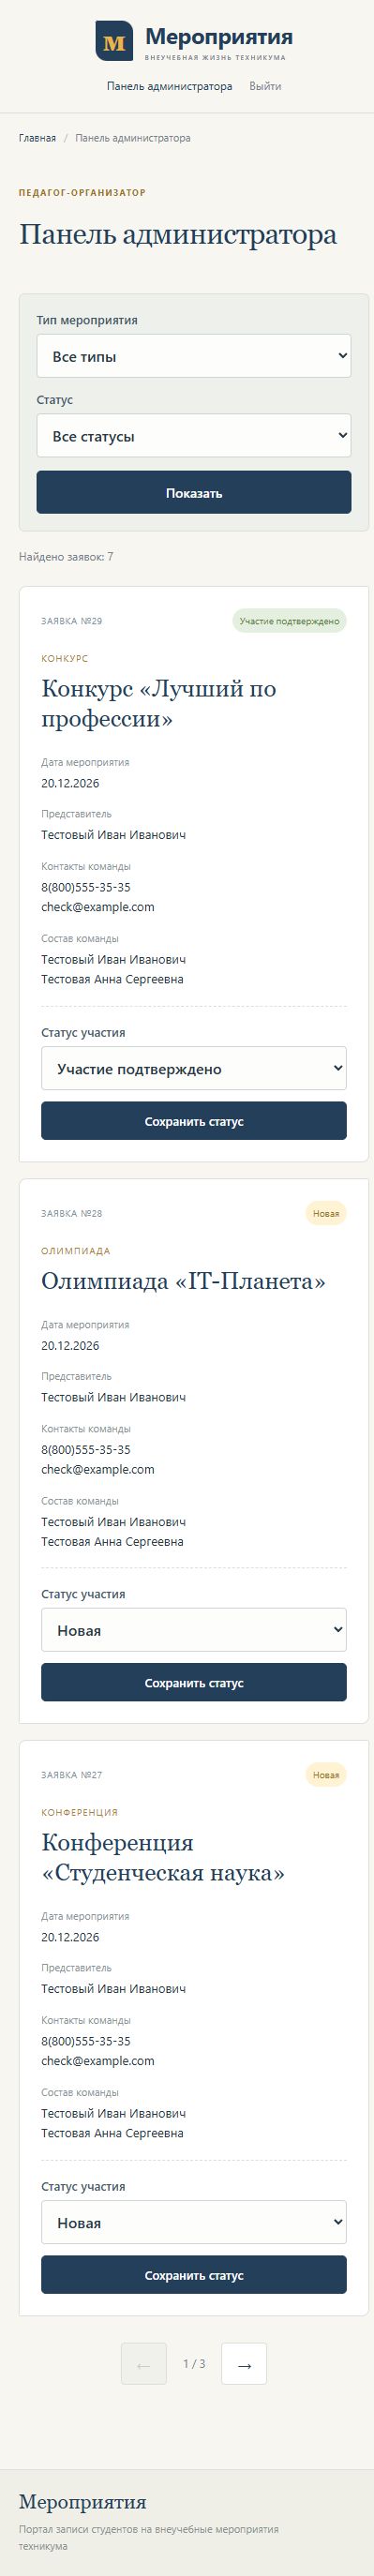 м Мероприятия
ВНЕУЧЕБНАЯ ЖИЗНЬ ТЕХНИКУМА
Панель администратора Выйти
Главная / Панель администратора
ПЕДАГОГ-ОРГАНИЗАТОР
Панель администратора
Тип мероприятия
Все типы
Статус
Все статусы
Показать
Найдено заявок: 7
ЗАЯВКА №29 Участие подтверждено
КОНКУРС
Конкурс «Лучший по
профессии»
Дата мероприятия
20.12.2026
Представитель
Тестовый Иван Иванович
Контакты команды
8(800)555-35-35
check@example.com
Состав команды
Тестовый Иван Иванович
Тестовая Анна Сергеевна
Статус участия
Участие подтверждено
Сохранить статус
ЗАЯВКА №28 Новая
ОЛИМПИАДА
Олимпиада «IT-Планета»
Дата мероприятия
20.12.2026
Представитель
Тестовый Иван Иванович
Контакты команды
8(800)555-35-35
check@example.com
Состав команды
Тестовый Иван Иванович
Тестовая Анна Сергеевна
Статус участия
Новая
Сохранить статус
ЗАЯВКА №27 Новая
КОНФЕРЕНЦИЯ
Конференция
«Студенческая наука»
Дата мероприятия
20.12.2026
Представитель
Тестовый Иван Иванович
Контакты команды
8(800)555-35-35
check@example.com
Состав команды
Тестовый Иван Иванович
Тестовая Анна Сергеевна
Статус участия
Новая
Сохранить статус
← 1 / 3 →
Мероприятия
Портал записи студентов на внеучебные мероприятия
техникума